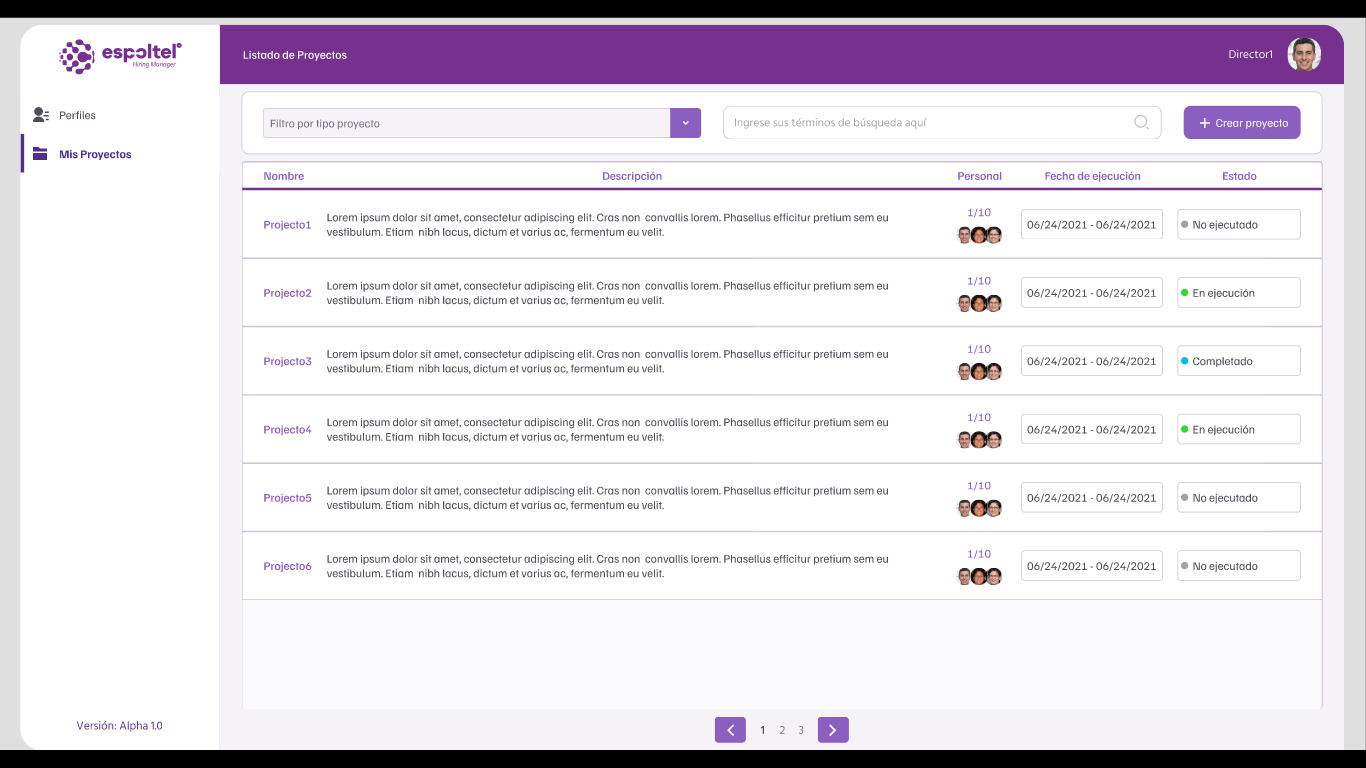 espoltel
Hiring Manager
Listado de Proyectos
Director1
Perfiles
Mis Proyectos
Versión: Alpha 1.0
Filtro por tipo proyecto
Ingrese sus términos de búsqueda aquí
+ Crear proyecto
Nombre Descripción Personal Fecha de ejecución Estado
Projecto1
Lorem ipsum dolor sit amet, consectetur adipiscing elit. Cras non convallis lorem. Phasellus efficitur pretium sem eu
vestibulum. Etiam nibh lacus, dictum et varius ac, fermentum eu velit.
1/10
06/24/2021 - 06/24/2021
No ejecutado
Projecto2
Lorem ipsum dolor sit amet, consectetur adipiscing elit. Cras non convallis lorem. Phasellus efficitur pretium sem eu
vestibulum. Etiam nibh lacus, dictum et varius ac, fermentum eu velit.
1/10
06/24/2021 - 06/24/2021
En ejecución
Projecto3
Lorem ipsum dolor sit amet, consectetur adipiscing elit. Cras non convallis lorem. Phasellus efficitur pretium sem eu
vestibulum. Etiam nibh lacus, dictum et varius ac, fermentum eu velit.
1/10
06/24/2021 - 06/24/2021
Completado
Projecto4
Lorem ipsum dolor sit amet, consectetur adipiscing elit. Cras non convallis lorem. Phasellus efficitur pretium sem eu
vestibulum. Etiam nibh lacus, dictum et varius ac, fermentum eu velit.
1/10
06/24/2021 - 06/24/2021
En ejecución
Projecto5
Lorem ipsum dolor sit amet, consectetur adipiscing elit. Cras non convallis lorem. Phasellus efficitur pretium sem eu
vestibulum. Etiam nibh lacus, dictum et varius ac, fermentum eu velit.
1/10
06/24/2021 - 06/24/2021
No ejecutado
Projecto6
Lorem ipsum dolor sit amet, consectetur adipiscing elit. Cras non convallis lorem. Phasellus efficitur pretium sem eu
vestibulum. Etiam nibh lacus, dictum et varius ac, fermentum eu velit.
1/10
06/24/2021 - 06/24/2021
No ejecutado
1 2 3